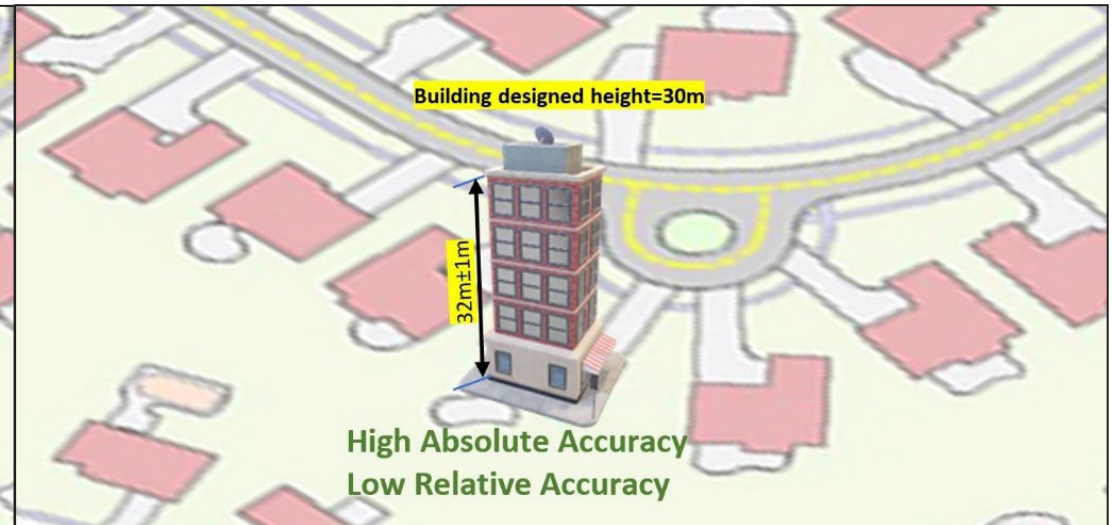 Building designed height=30m
32m±1m
High Absolute Accuracy
Low Relative Accuracy